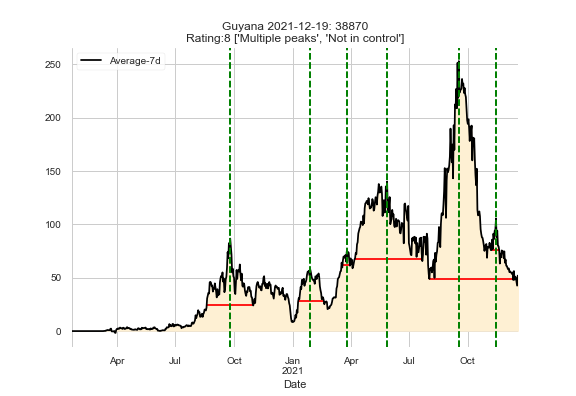 Guyana 2021-12-19: 38870
Rating:8 ['Multiple peaks', 'Not in control']
Average-7d
250
200
150
100
50
0
Apr
Jul
Oct
Jan
2021
Apr
Jul
Oct
Date